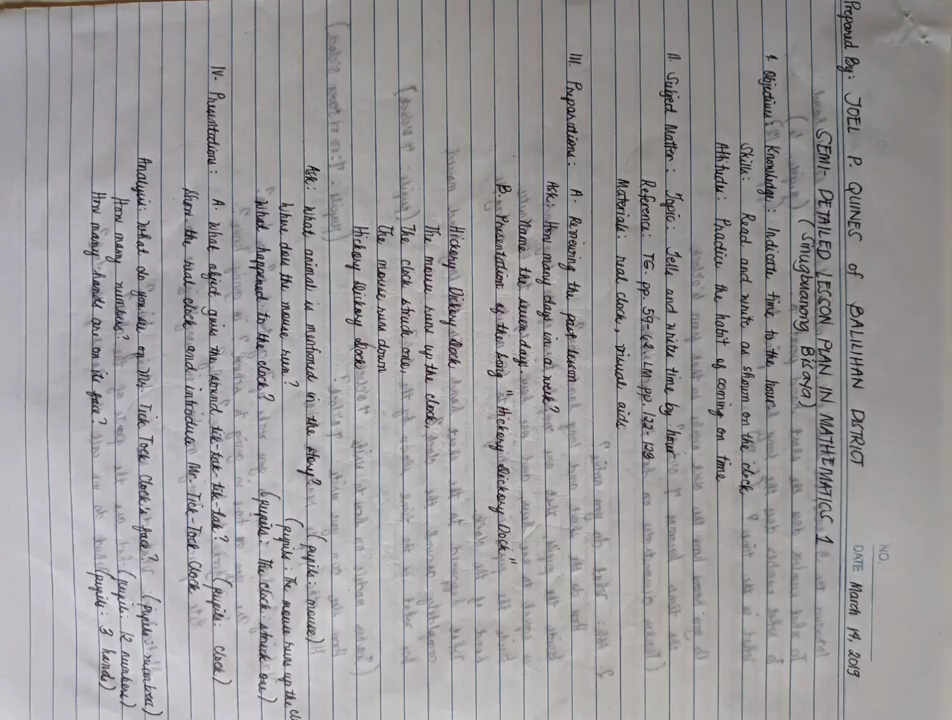 NO.
DATE March 19, 2019
Prepared By: JOEL P. QUINES of BALILIHAN DISTRICT
SEMI-DETAILED LESSON PLAN IN MATHEMATICS 1
(Sinugbuanong Bisaya)
I. Objectives: Knowledge: Indicate time to the hour
Skills: Read and write as shown on the clock
Attitude: Practice the habit of coming on time
II. Subject Matter: Topic: Tells and write time by hour
Reference: TG- pp. 59-62 LM pp. 122-123
Materials: real clock, visual aids
III. Preparations: A. Reviewing the past lesson
Ask: How many days in a week?
Name the seven days.
B. Presentation of the Song "Hickory Dickory Dock"
Hickory Dickory Dock
The mouse runs up the clock,
The clock struck one,
The mouse runs down
Hickory Dickory Dock
Ask: What animal is mentioned in the story? (pupils: mouse)
Where does the mouse run? (pupils: The mouse runs up the cl
What happened to the clock? (pupils: The clock struck one)
IV. Presentations: A. What object gives the sound tik-tak-tik-tak? (pupils: clock)
Show the real clock and introduce Mr. Tick-Tock Clock
Analysis: What do you see on Mr. Tick Tock Clock's face? (pupils: numbers)
How many numbers? (pupils: 12 numbers)
How many hands are on its face? (pupils: 3 hands)